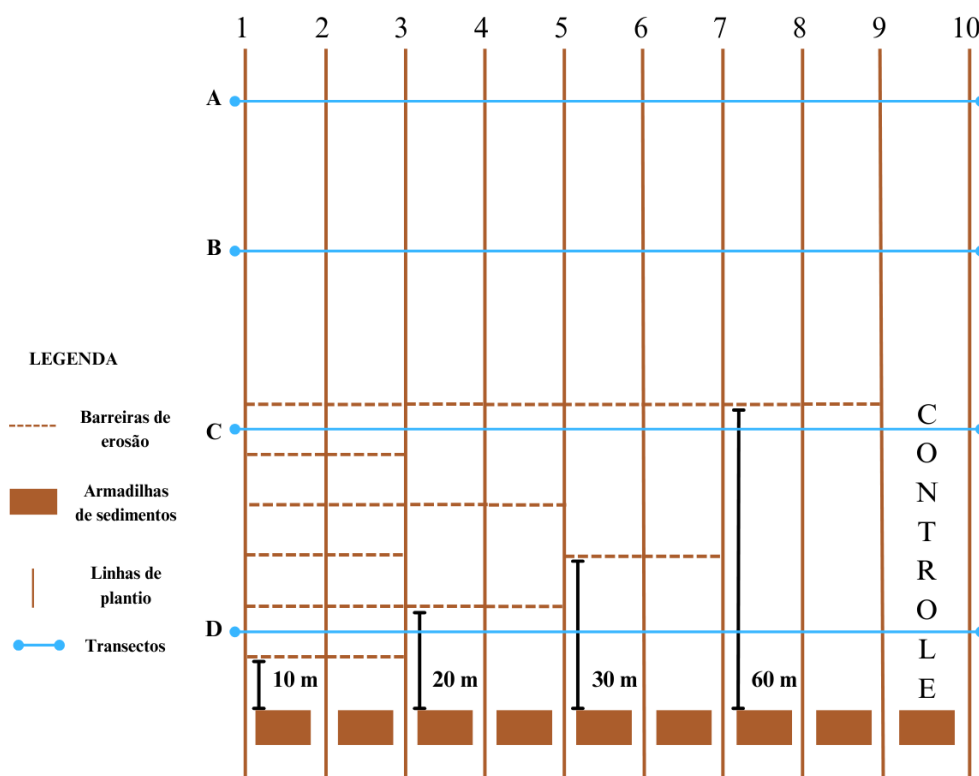 1 2 3 4 5 6 7 8 9 10
A
B
C
D
LEGENDA
Barreiras de
erosão
Armadilhas
de sedimentos
Linhas de
plantio
Transectos
10 m 20 m 30 m 60 m
C
O
N
T
R
O
L
E